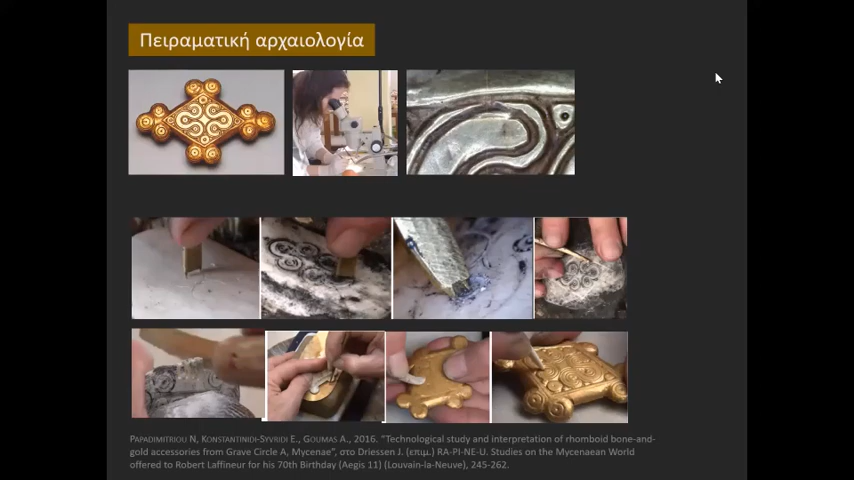 Πειραματική αρχαιολογία
PAPADIMITRIOU N, KONSTANTINIDI-SYVRIDI E., GOUMAS A., 2016. "Technological study and interpretation of rhomboid bone-and-
gold accessories from Grave Circle A, Mycenae", στο Driessen J. (επιμ.) RA-PI-NE-U. Studies on the Mycenaean World
offered to Robert Laffineur for his 70th Birthday (Aegis 11) (Louvain-la-Neuve), 245-262.